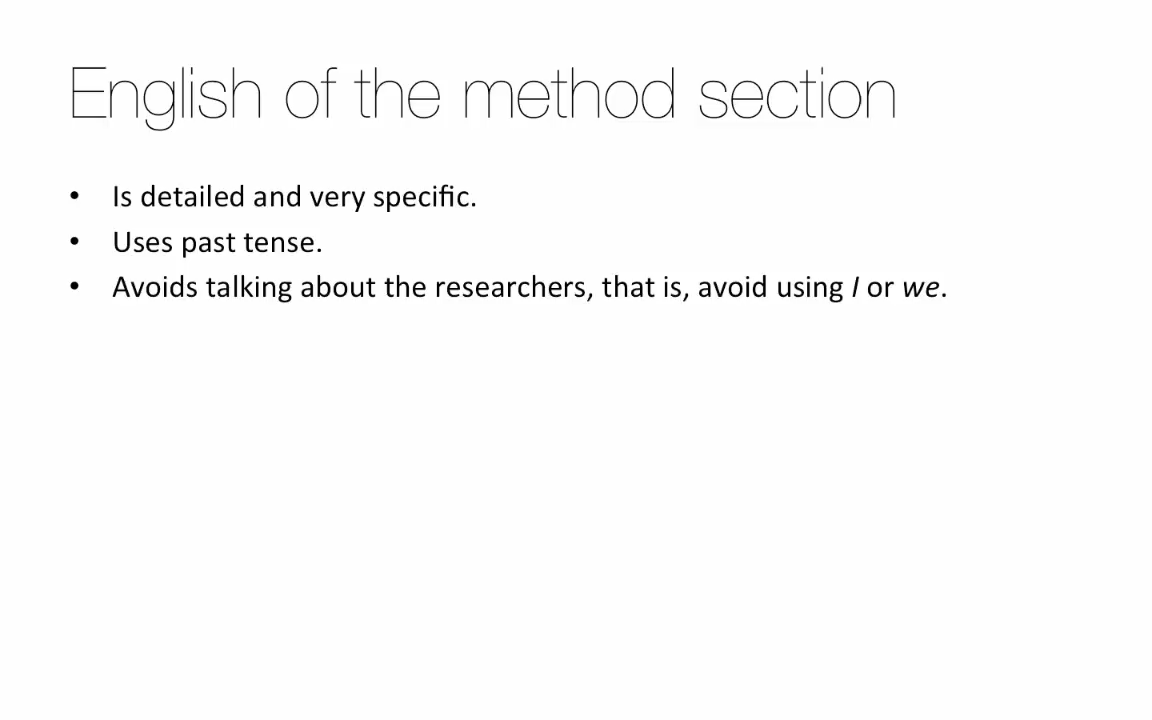 English of the method section
• Is detailed and very specific.
• Uses past tense.
• Avoids talking about the researchers, that is, avoid using I or we.